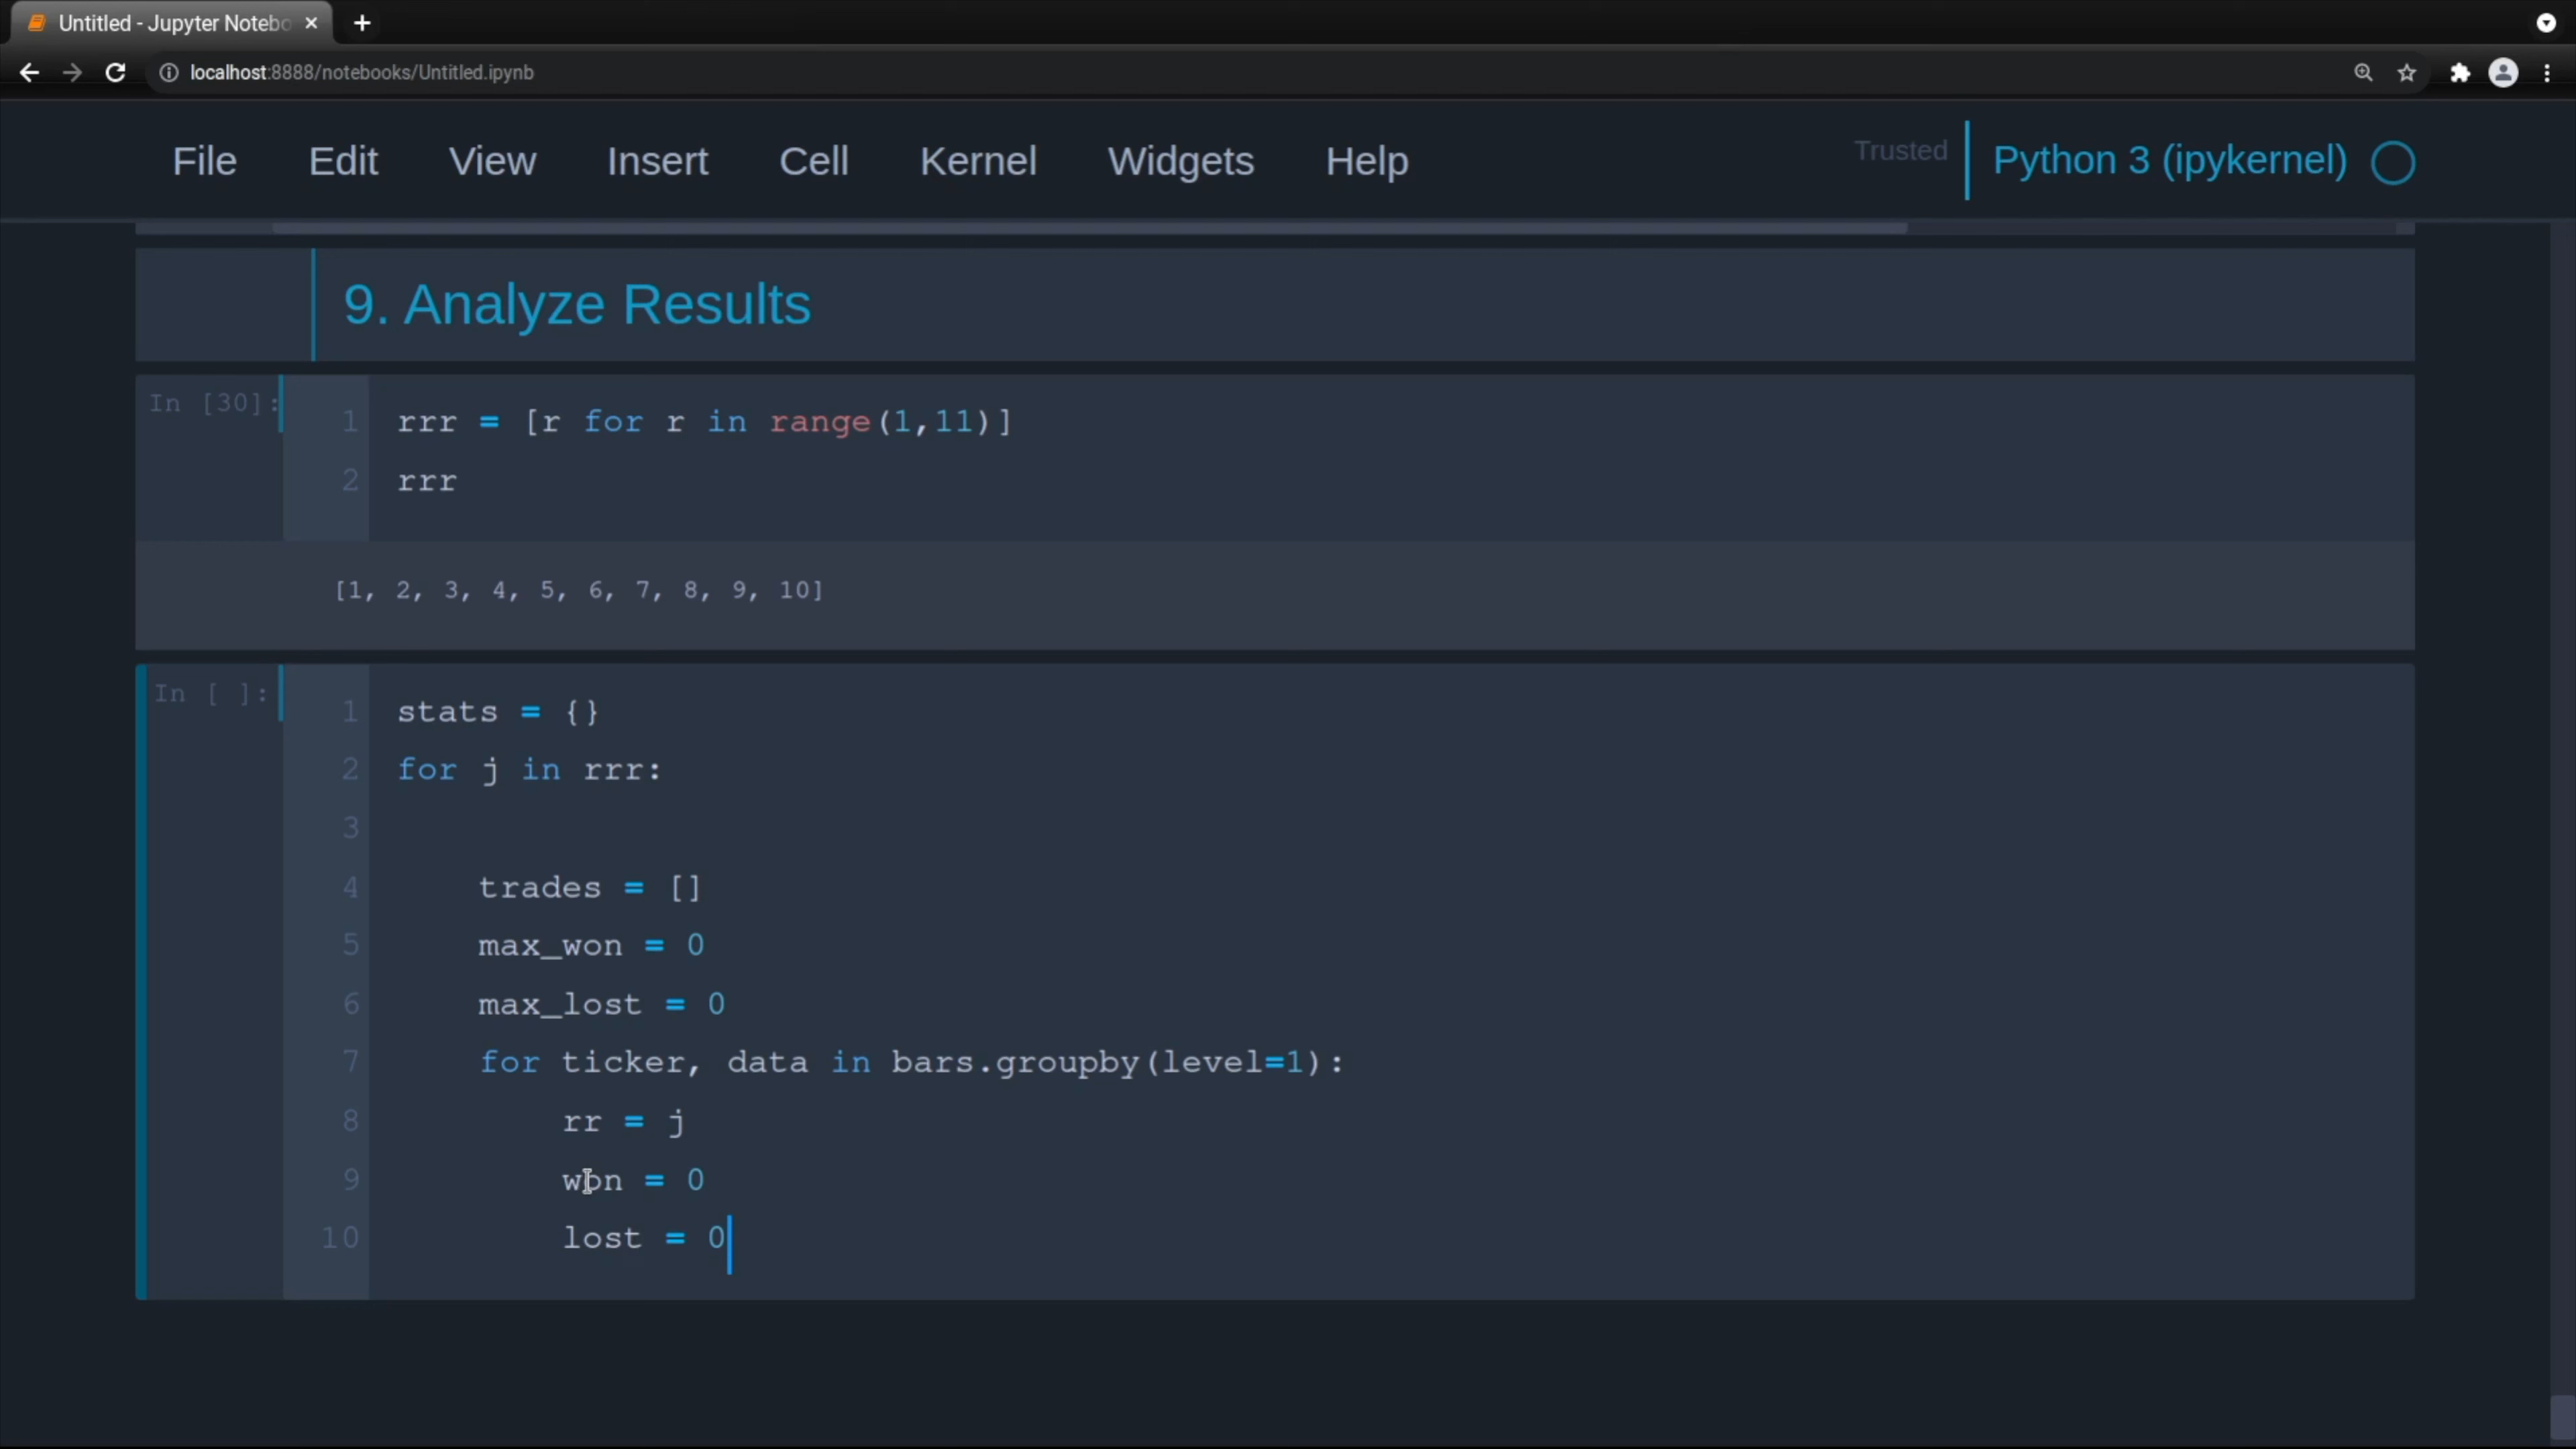 Untitled - Jupyter Notebo
localhost:8888/notebooks/Untitled.ipynb
File Edit View Insert Cell Kernel Widgets Help Trusted Python 3 (ipykernel)
9. Analyze Results
In [30]:
1 rrr = [r for r in range(1,11)]
2 rrr
[1, 2, 3, 4, 5, 6, 7, 8, 9, 10]
In [ ]:
1 stats = {}
2 for j in rrr:
3
4 trades = []
5 max_won = 0
6 max_lost = 0
7 for ticker, data in bars.groupby(level=1):
8 rr = j
9 won = 0
10 lost = 0